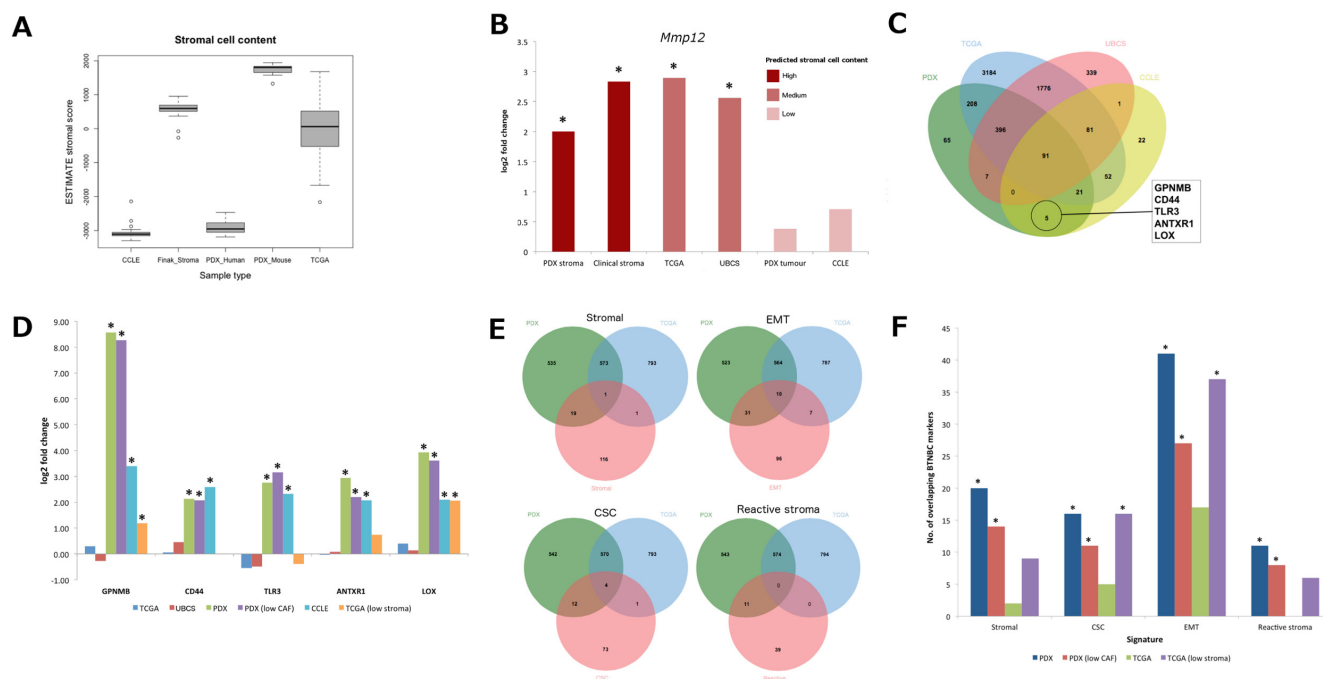 A
Stromal cell content
ESTIMATE stromal score
2000
1000
0
-1000
-3000
CCLE Finak_Stroma PDX_Human PDX_Mouse TCGA
Sample type
B
Mmp12
log2 fold change
3.5
3
2.5
2
1.5
1
0.5
0
* * * *
Predicted stromal cell content
High
Medium
Low
PDX stroma Clinical stroma TCGA UBCS PDX tumour CCLE
C
TCGA UBCS
PDX CCLE
3184 339
208 1776 1
65 396 81 22
91
7 0 21 52
5
GPNMB
CD44
TLR3
ANTXR1
LOX
D
log2 fold change
9.00
8.00
7.00
6.00
5.00
4.00
3.00
2.00
1.00
0.00
-1.00
* * * * * * * * * * * * * * * * *
GPNMB CD44 TLR3 ANTXR1 LOX
TCGA UBCS PDX PDX (low CAF) CCLE TCGA (low stroma)
E
Stromal
PDX TCGA
535 573 793
1
19 1
116
Stromal
EMT
PDX TCGA
523 564 787
18
31 7
96
EMT
CSC
PDX TCGA
542 570 793
4
12 1
73
CSC
Reactive stroma
PDX TCGA
543 574 794
0
11 0
39
Reactive
F
No. of overlapping BTNBC markers
45
40
35
30
25
20
15
10
5
0
* * * * * * * * * *
Stromal CSC EMT Reactive stroma
Signature
PDX PDX (low CAF) TCGA TCGA (low stroma)